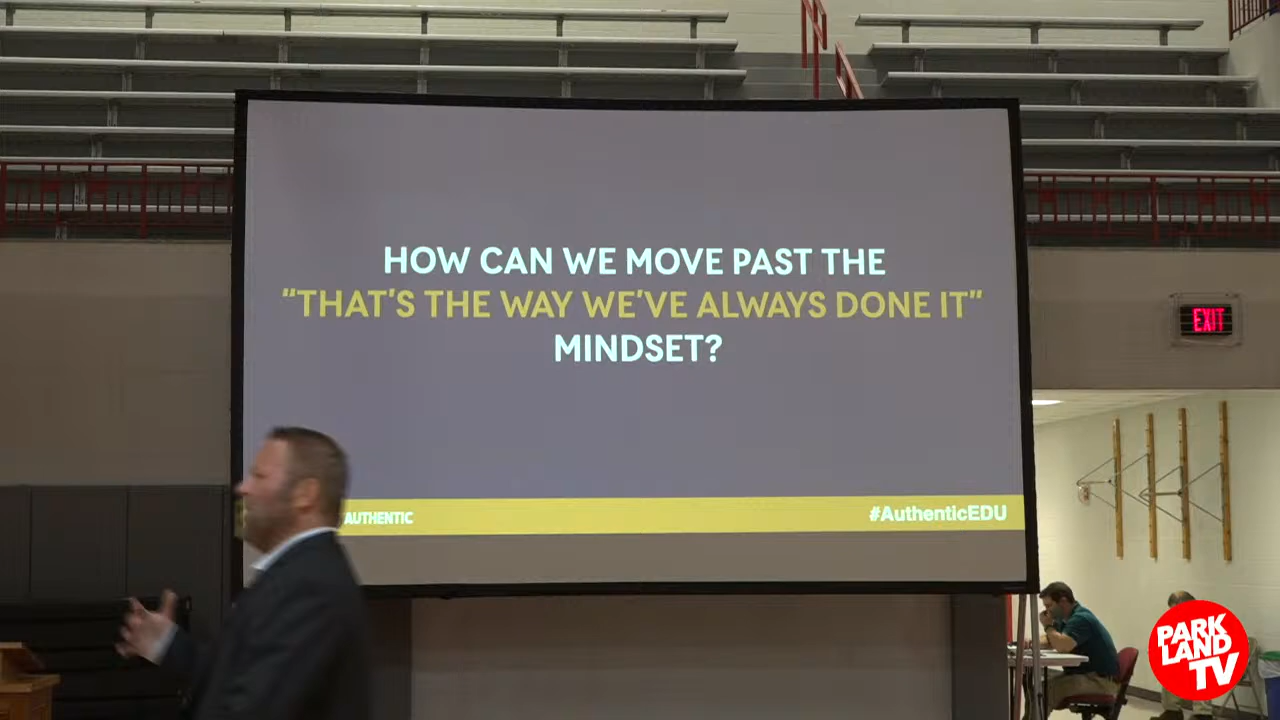 HOW CAN WE MOVE PAST THE
"THAT'S THE WAY WE'VE ALWAYS DONE IT"
MINDSET?
EXIT
AUTHENTIC
#AuthenticEDU
PARK
LAND
TV